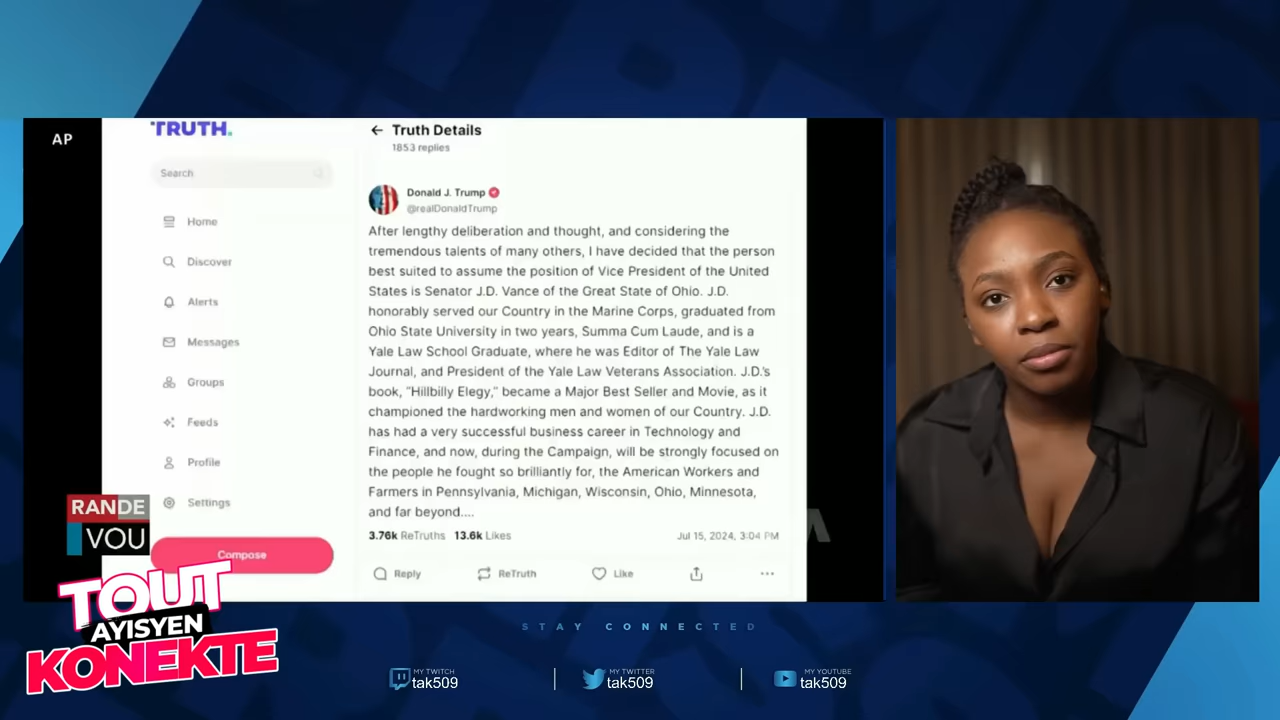 AP
TRUTH.
Search
Home
Discover
Alerts
Messages
Groups
Feeds
Profile
Settings
Compose
Truth Details
1853 replies
Donald J. Trump
@realDonaldTrump
After lengthy deliberation and thought, and considering the
tremendous talents of many others, I have decided that the person
best suited to assume the position of Vice President of the United
States is Senator J.D. Vance of the Great State of Ohio. J.D.
honorably served our Country in the Marine Corps, graduated from
Ohio State University in two years, Summa Cum Laude, and is a
Yale Law School Graduate, where he was Editor of The Yale Law
Journal, and President of the Yale Law Veterans Association. J.D.'s
book, "Hillbilly Elegy," became a Major Best Seller and Movie, as it
championed the hardworking men and women of our Country. J.D.
has had a very successful business career in Technology and
Finance, and now, during the Campaign, will be strongly focused on
the people he fought so brilliantly for, the American Workers and
Farmers in Pennsylvania, Michigan, Wisconsin, Ohio, Minnesota,
and far beyond....
3.76k ReTruths 13.6k Likes Jul 15, 2024, 3:04 PM
Reply ReTruth Like
RANDE
VOU
TOUT
AYISYEN
KONEKTE
STAY CONNECTED
MY TWITCH
tak509
MY TWITTER
tak509
MY YOUTUBE
tak509